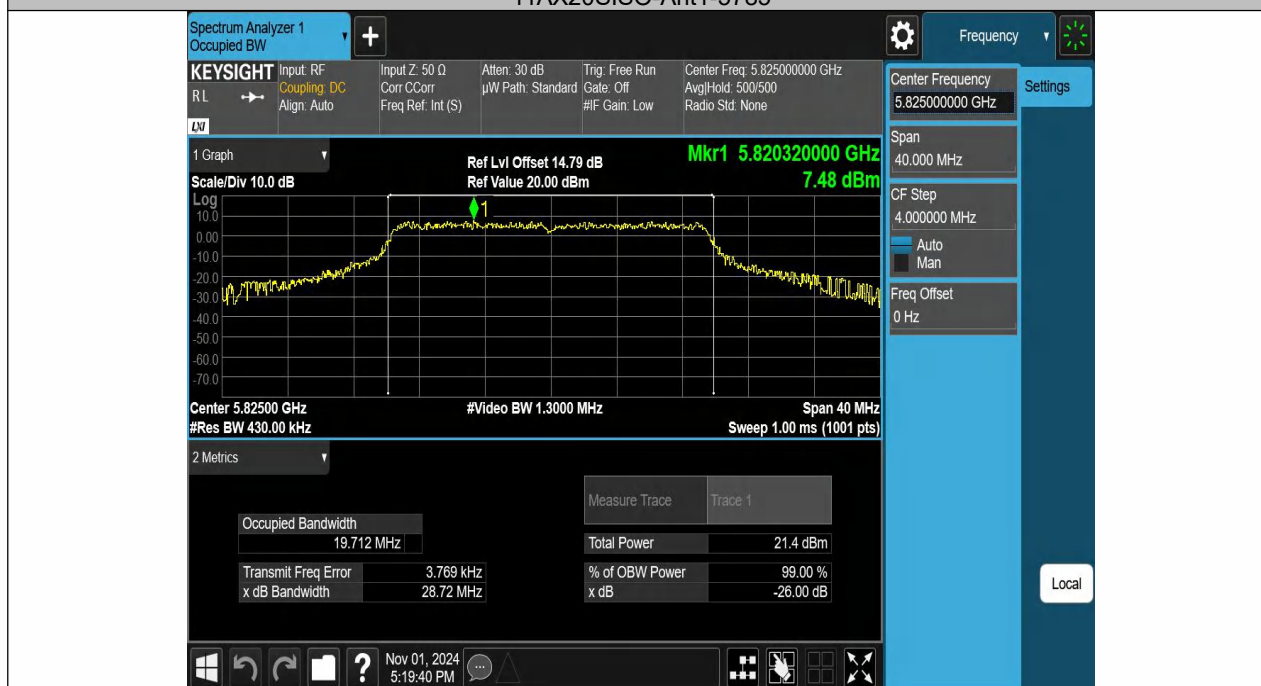 11AX20SISO-Ant1-5785
Spectrum Analyzer 1
Occupied BW
Frequency
KEYSIGHT
RL
LXI
Input: RF
Coupling: DC
Align: Auto
Input Z: 50 Ω
Corr CCorr
Freq Ref: Int (S)
Atten: 30 dB
µW Path: Standard
Trig: Free Run
Gate: Off
#IF Gain: Low
Center Freq: 5.825000000 GHz
Avg|Hold: 500/500
Radio Std: None
Center Frequency
5.825000000 GHz
Settings
Span
40.000 MHz
CF Step
4.000000 MHz
Auto
Man
Freq Offset
0 Hz
Local
1 Graph
Scale/Div 10.0 dB
Ref Lvl Offset 14.79 dB
Ref Value 20.00 dBm
Mkr1 5.820320000 GHz
7.48 dBm
Log
1
10.0
0.00
-10.0
-20.0
-30.0
-40.0
-50.0
-60.0
-70.0
Center 5.82500 GHz
#Res BW 430.00 kHz
#Video BW 1.3000 MHz
Span 40 MHz
Sweep 1.00 ms (1001 pts)
2 Metrics
Measure Trace Trace 1
Occupied Bandwidth
19.712 MHz
Total Power 21.4 dBm
Transmit Freq Error 3.769 kHz
% of OBW Power 99.00 %
x dB Bandwidth 28.72 MHz
x dB -26.00 dB
?
Nov 01, 2024
5:19:40 PM